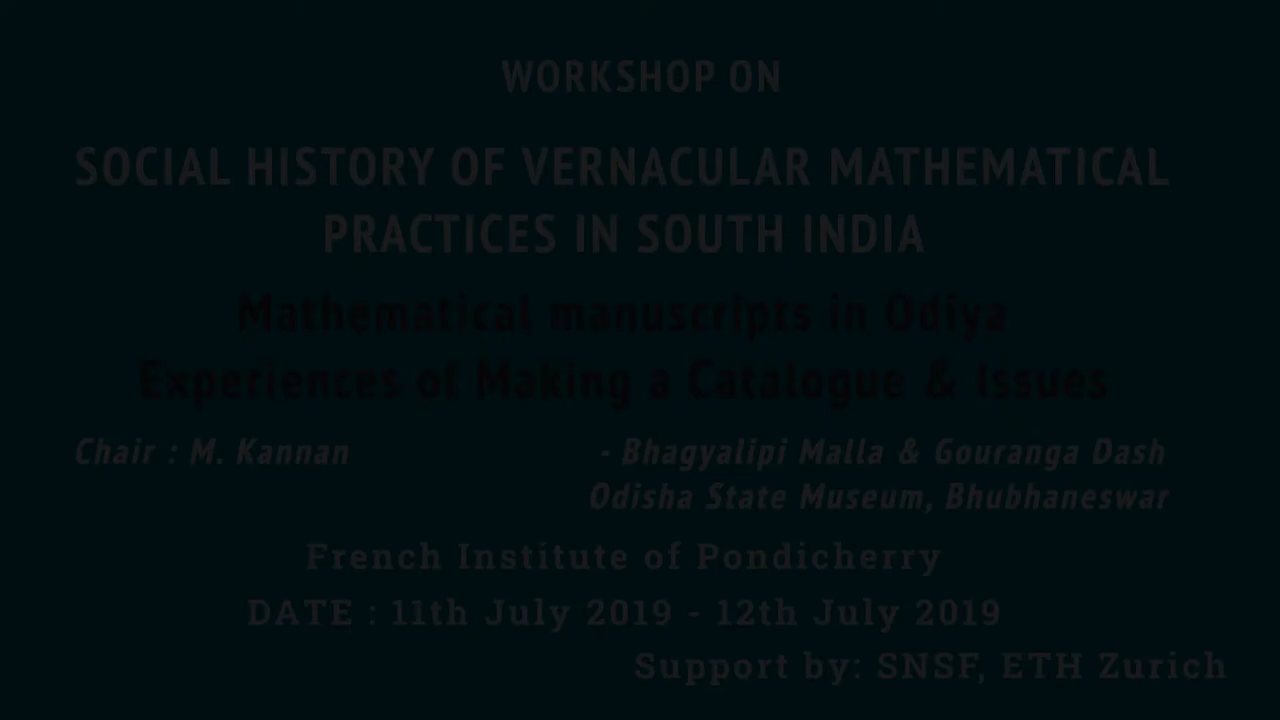 WORKSHOP ON
SOCIAL HISTORY OF VERNACULAR MATHEMATICAL
PRACTICES IN SOUTH INDIA
Mathematical manuscripts in Odiya
Experiences of Making a Catalogue & Issues
Chair : M. Kannan - Bhagyalipi Malla & Gouranga Dash
Odisha State Museum, Bhubhaneswar
French Institute of Pondicherry
DATE : 11th July 2019 - 12th July 2019
Support by: SNSF, ETH Zurich